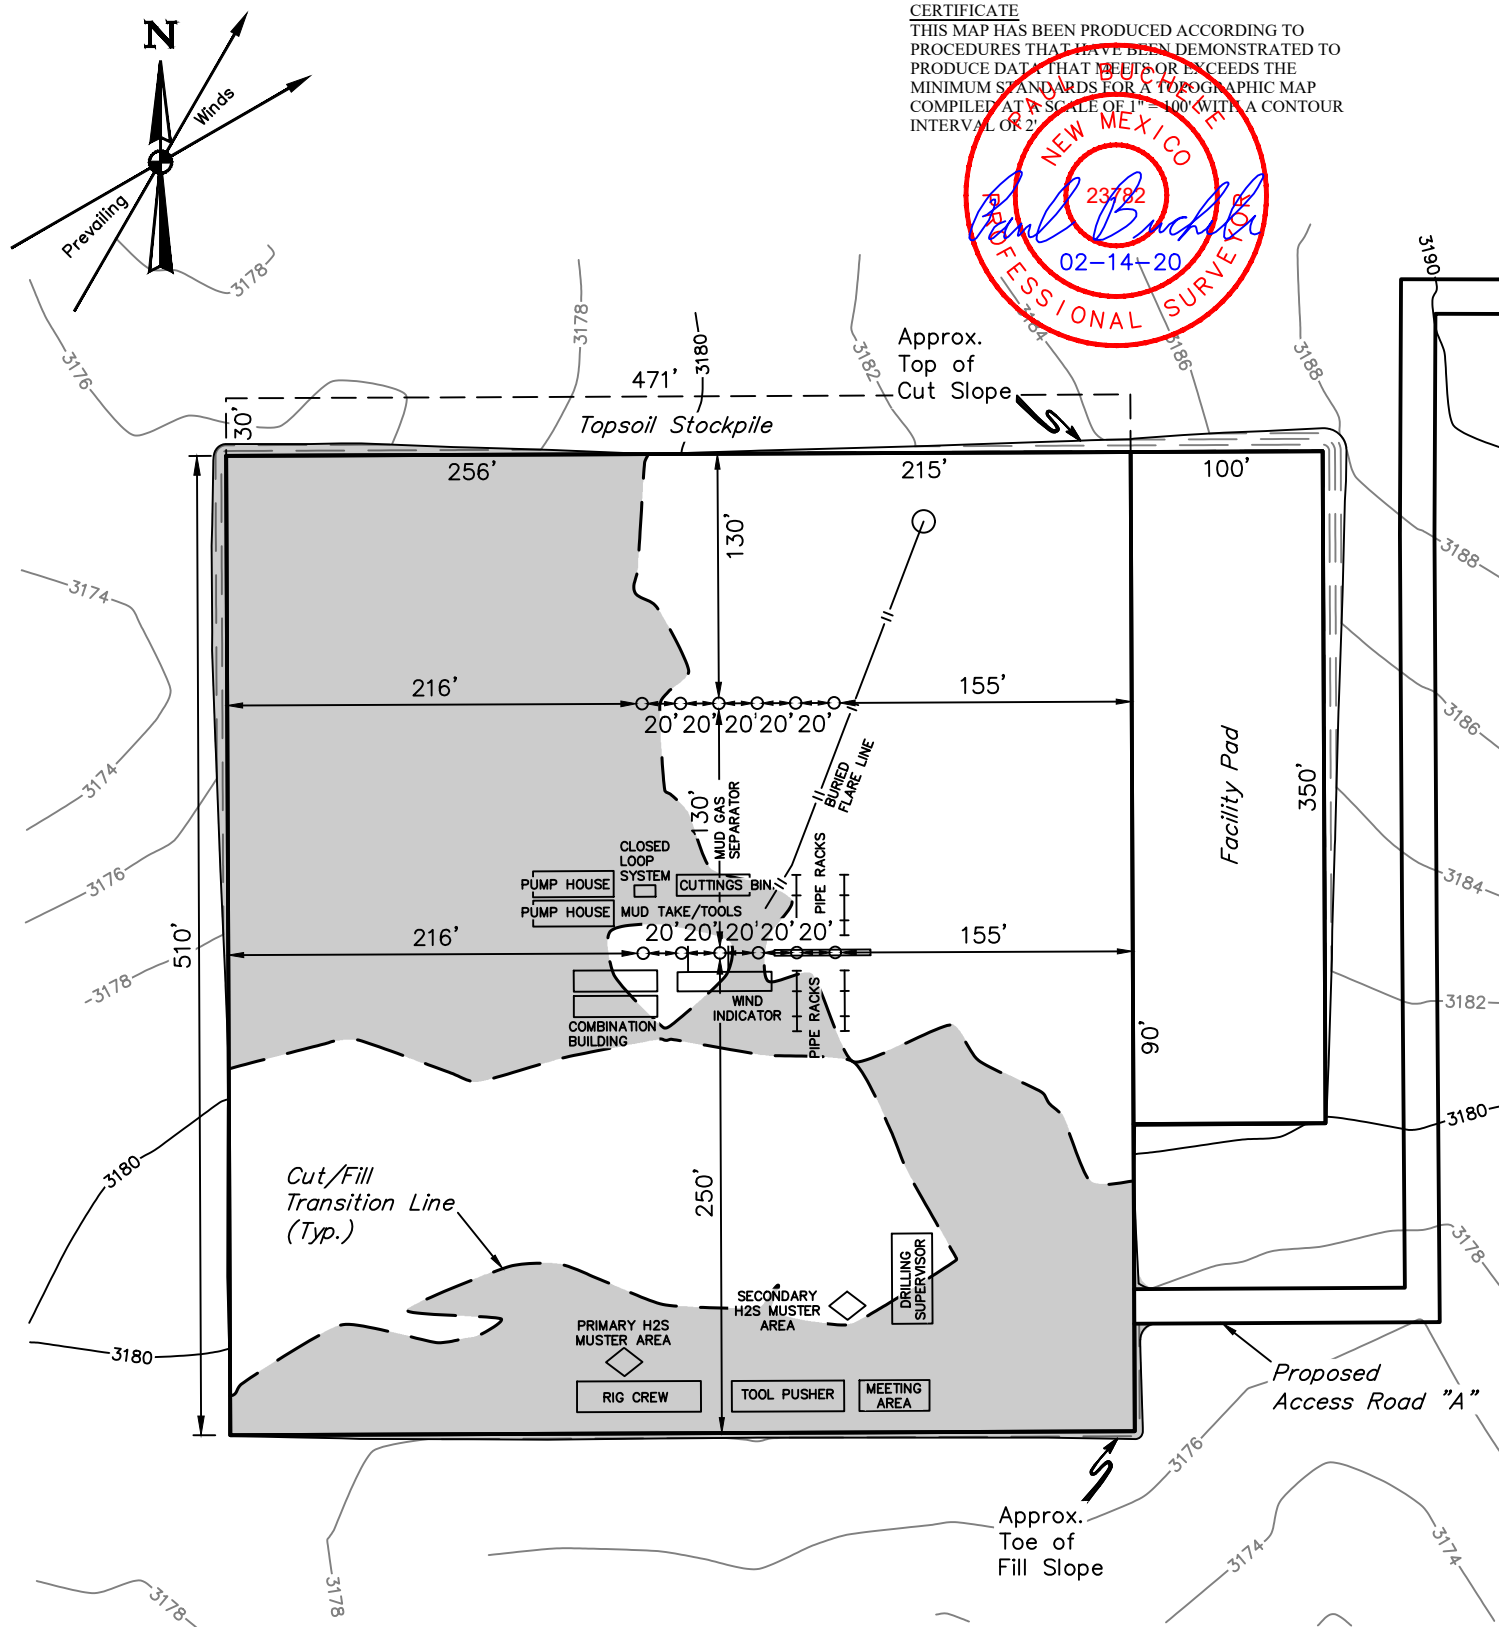 CERTIFICATE
THIS MAP HAS BEEN PRODUCED ACCORDING TO
PROCEDURES THAT HAVE BEEN DEMONSTRATED TO
PRODUCE DATA THAT MEETS OR EXCEEDS THE
MINIMUM STANDARDS FOR A TOPOGRAPHIC MAP
COMPILED AT A SCALE OF 1" = 100' WITH A CONTOUR
INTERVAL OF 2'.
PAUL BUCHELE
NEW MEXICO
23782
Paul Buchele
02-14-20
PROFESSIONAL SURVEYOR
N
Winds
Prevailing
3178
3176
3178
3180
3182
3184
3186
3188
3190
Approx.
Top of
Cut Slope
471'
30'
Topsoil Stockpile
256'
215'
100'
130'
3188
3174
216'
155'
20' 20' 20' 20' 20'
3186
3174
130'
MUD GAS
SEPARATOR
BURIED
FLARE LINE
Facility Pad
350'
CLOSED
LOOP
SYSTEM
PIPE RACKS
3176
PUMP HOUSE
CUTTINGS BIN
3184
PUMP HOUSE
MUD TAKE/TOOLS
510'
216'
20' 20' 20' 20' 20'
155'
3178
3182
WIND
INDICATOR
PIPE RACKS
COMBINATION
BUILDING
90'
3180
3180
Cut/Fill
Transition Line
(Typ.)
250'
3178
DRILLING
SUPERVISOR
SECONDARY
H2S MUSTER
AREA
PRIMARY H2S
MUSTER AREA
3180
RIG CREW
TOOL PUSHER
MEETING
AREA
Proposed
Access Road "A"
3176
Approx.
Toe of
Fill Slope
3174
3174
3178
3178